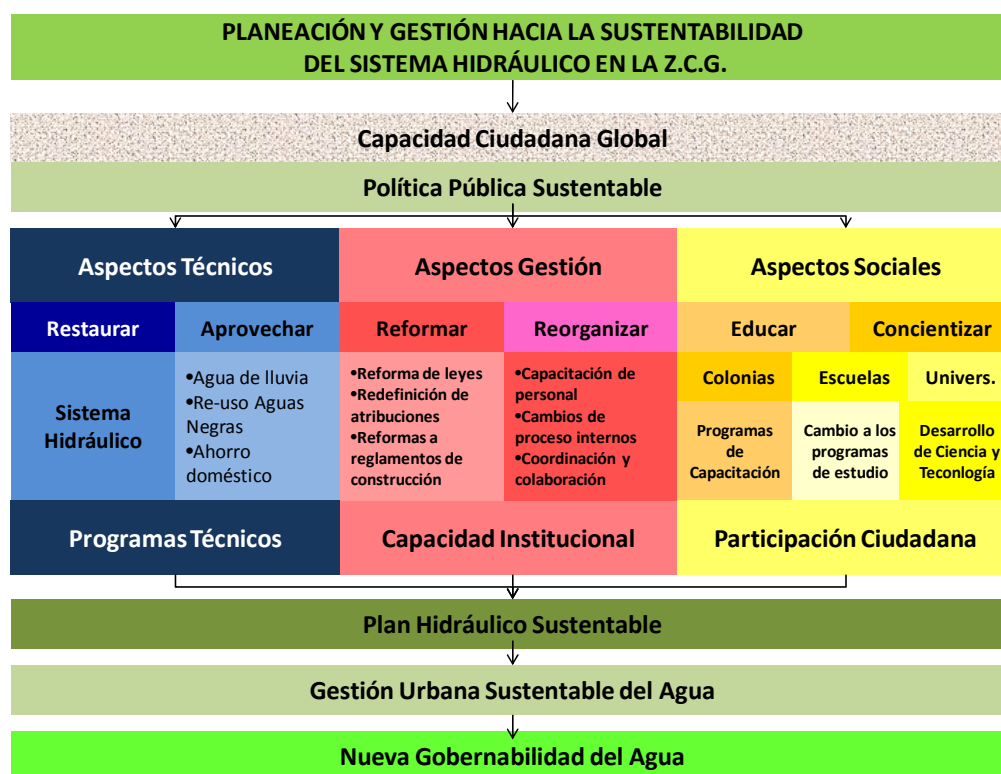 PLANEACIÓN Y GESTIÓN HACIA LA SUSTENTABILIDAD
DEL SISTEMA HIDRÁULICO EN LA Z.C.G.
Capacidad Ciudadana Global
Política Pública Sustentable
Aspectos Técnicos
Aspectos Gestión
Aspectos Sociales
Restaurar
Aprovechar
Reformar
Reorganizar
Educar
Concientizar
Sistema
Hidráulico
•Agua de lluvia
•Re-uso Aguas
Negras
•Ahorro
doméstico
•Reforma de leyes
•Redefinición de
atribuciones
•Reformas a
reglamentos de
construcción
•Capacitación de
personal
•Cambios de
proceso internos
•Coordinación y
colaboración
Colonias
Escuelas
Univers.
Programas
de
Capacitación
Cambio a los
programas
de estudio
Desarrollo
de Ciencia y
Teconlogía
Programas Técnicos
Capacidad Institucional
Participación Ciudadana
Plan Hidráulico Sustentable
Gestión Urbana Sustentable del Agua
Nueva Gobernabilidad del Agua